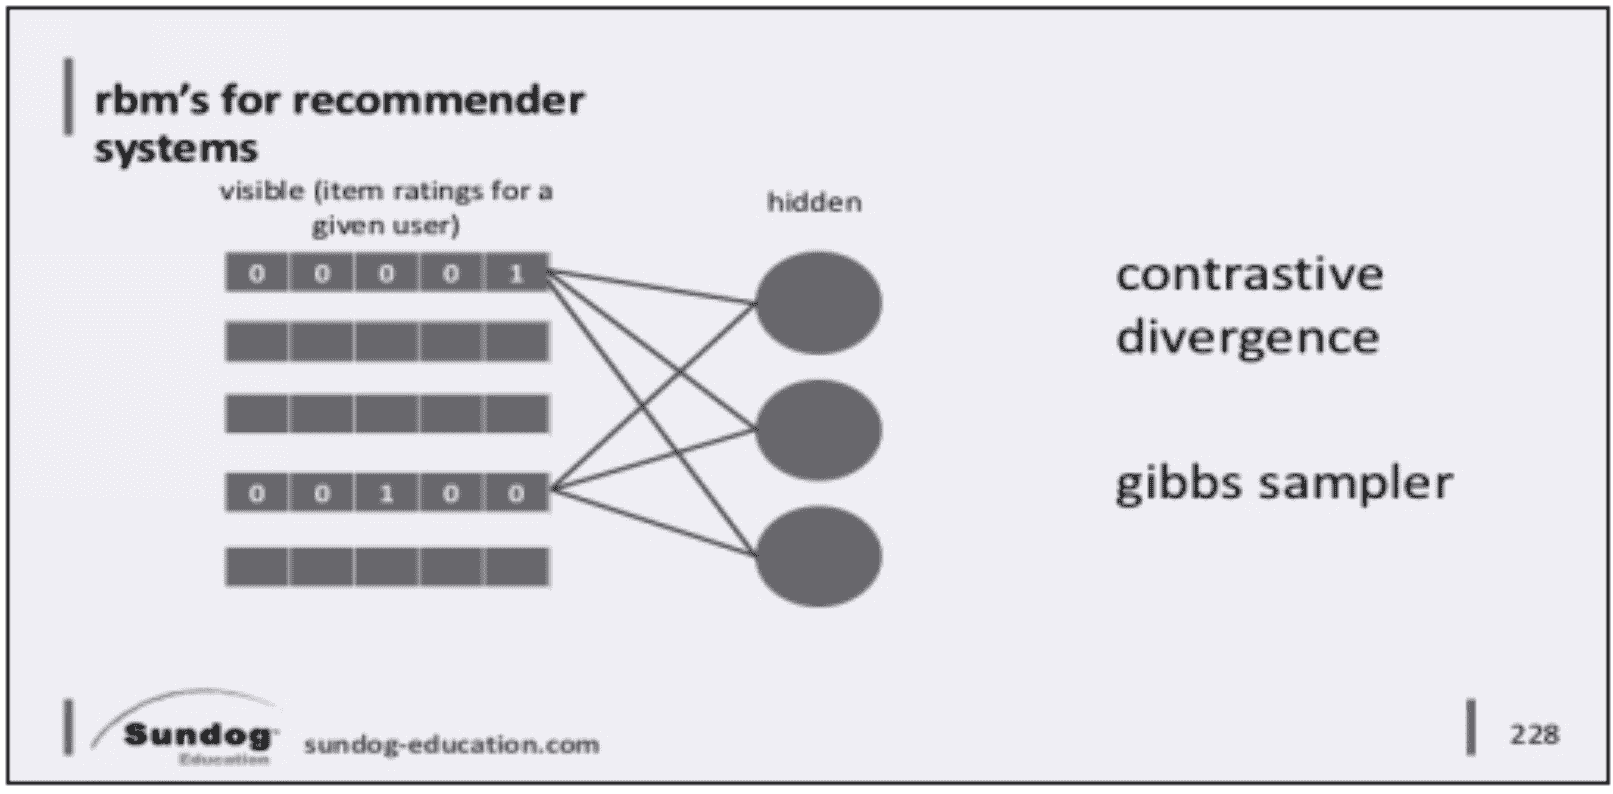 rbm's for recommender
systems
visible (item ratings for a
given user)
hidden
0 0 0 0 1
0 0 1 0 0
contrastive
divergence
gibbs sampler
Sundog
Education
sundog-education.com
228